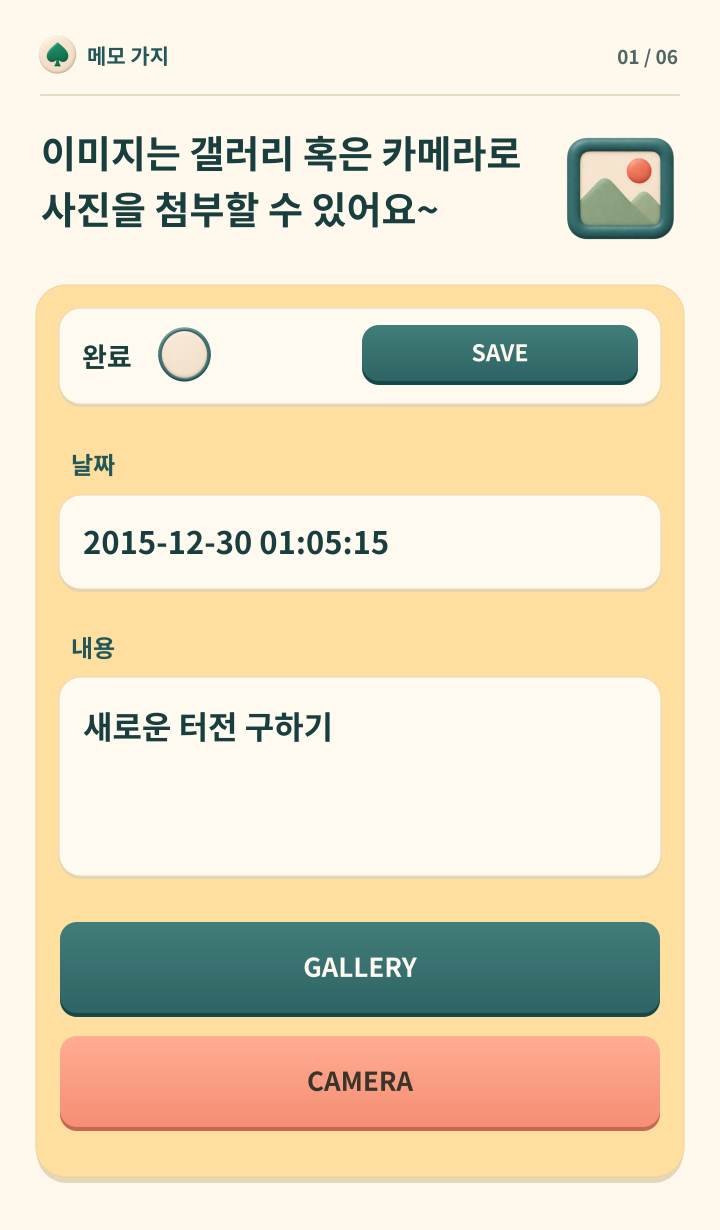 메모 가지
01 / 06
이미지는 갤러리 혹은 카메라로
사진을 첨부할 수 있어요~
완료
SAVE
날짜
2015-12-30 01:05:15
내용
새로운 터전 구하기
GALLERY
CAMERA